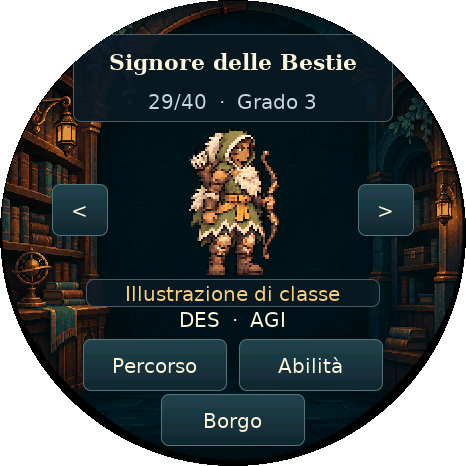 Signore delle Bestie
29/40 · Grado 3
< >
Illustrazione di classe
DES · AGI
Percorso Abilità
Borgo